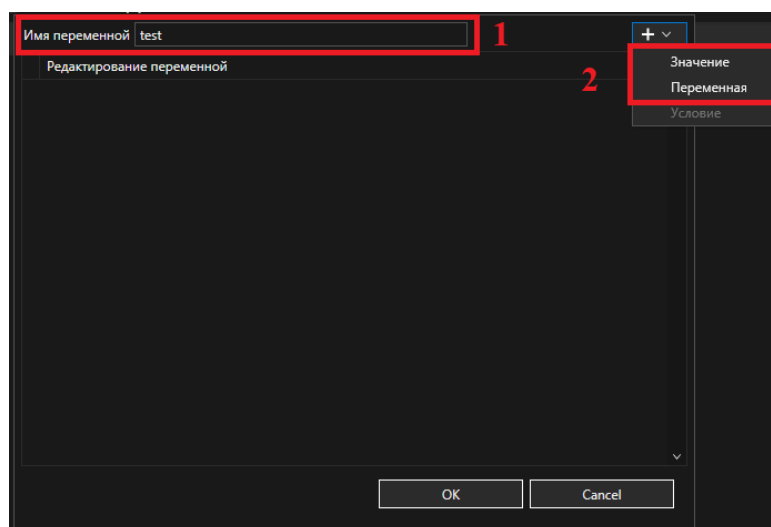 Имя переменной test 1
Значение
Редактирование переменной
2
Переменная
Условие
OK Cancel